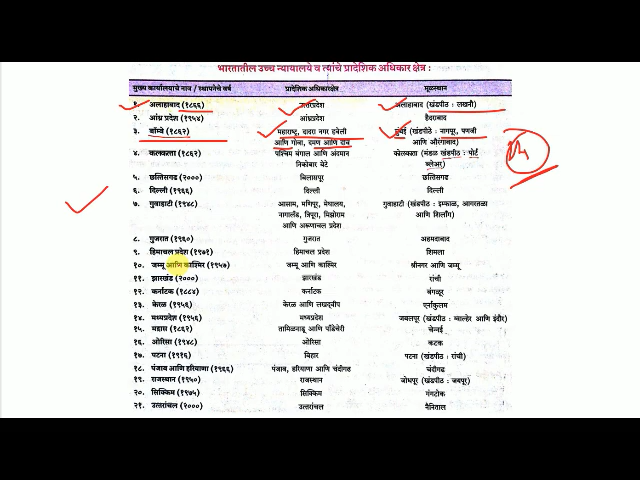 भारतातील उच्च न्यायालये व त्यांचे प्रादेशिक अधिकार क्षेत्र :
मुख्य कार्यालयाचे नाव / स्थापनेचे वर्ष प्रादेशिक अधिकारक्षेत्र मूळस्थान
१. अलाहाबाद (१८६६) उत्तरप्रदेश अलाहाबाद (खंडपीठ : लखनौ)
२. आंध्र प्रदेश (१९५४) आंध्रप्रदेश हैदराबाद
३. बॉम्बे (१८६२) महाराष्ट्र, दादरा नगर हवेली मुंबई (खंडपीठे : नागपूर, पणजी
आणि गोवा, दमण आणि दीव आणि औरंगाबाद)
४. कलकत्ता (१८६२) पश्चिम बंगाल आणि अंदमान कोलकाता (मंडळ खंडपीठ : पोर्ट
निकोबार बेटे ब्लेअर)
५. छत्तिसगढ (२०००) बिलासपूर छत्तिसगढ
६. दिल्ली (१९६६) दिल्ली दिल्ली
७. गुवाहाटी (१९४८) आसाम, मणिपूर, मेघालय, गुवाहाटी (खंडपीठ : इम्फाळ, आगरतळा
नागालँड, त्रिपूरा, मिझोराम आणि शिलाँग)
आणि अरूणाचल प्रदेश
८. गुजरात (१९६०) गुजरात अहमदाबाद
९. हिमाचल प्रदेश (१९७१) हिमाचल प्रदेश शिमला
१०. जम्मू आणि काश्मिर (१९५७) जम्मू आणि काश्मिर श्रीनगर आणि जम्मू
११. झारखंड (२०००) झारखंड रांची
१२. कर्नाटक (१८८४) कर्नाटक बंगळूर
१३. केरळ (१९५६) केरळ आणि लखद्वीप एर्नाकुलम
१४. मध्यप्रदेश (१९५६) मध्यप्रदेश जबलपूर (खंडपीठ : ग्वाल्हेर आणि इंदौर)
१५. मद्रास (१८६२) तामिळनाडू आणि पाँडेचेरी चेन्नई
१६. ओरिसा (१९४८) ओरिसा कटक
१७. पटना (१९१६) बिहार पटना (खंडपीठ : रांची)
१८. पंजाब आणि हरियाणा (१९६६) पंजाब, हरियाणा आणि चंदीगड चंदीगड
१९. राजस्थान (१९५०) राजस्थान जोधपूर (खंडपीठ : जयपूर)
२०. सिक्किम (१९७५) सिक्किम गंगटोक
२१. उत्तरांचल (२०००) उत्तरांचल नैनिताल